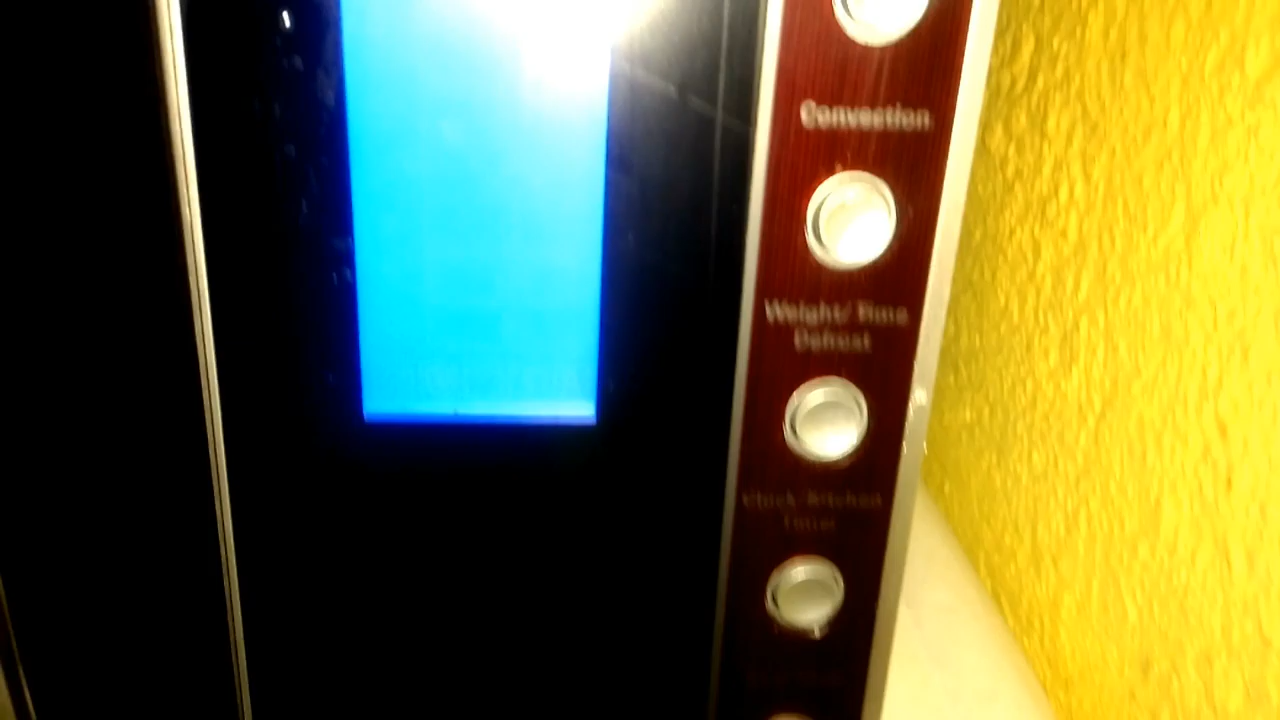 Convection
Weight/Time
Defrost
Clock/Kitchen
Timer